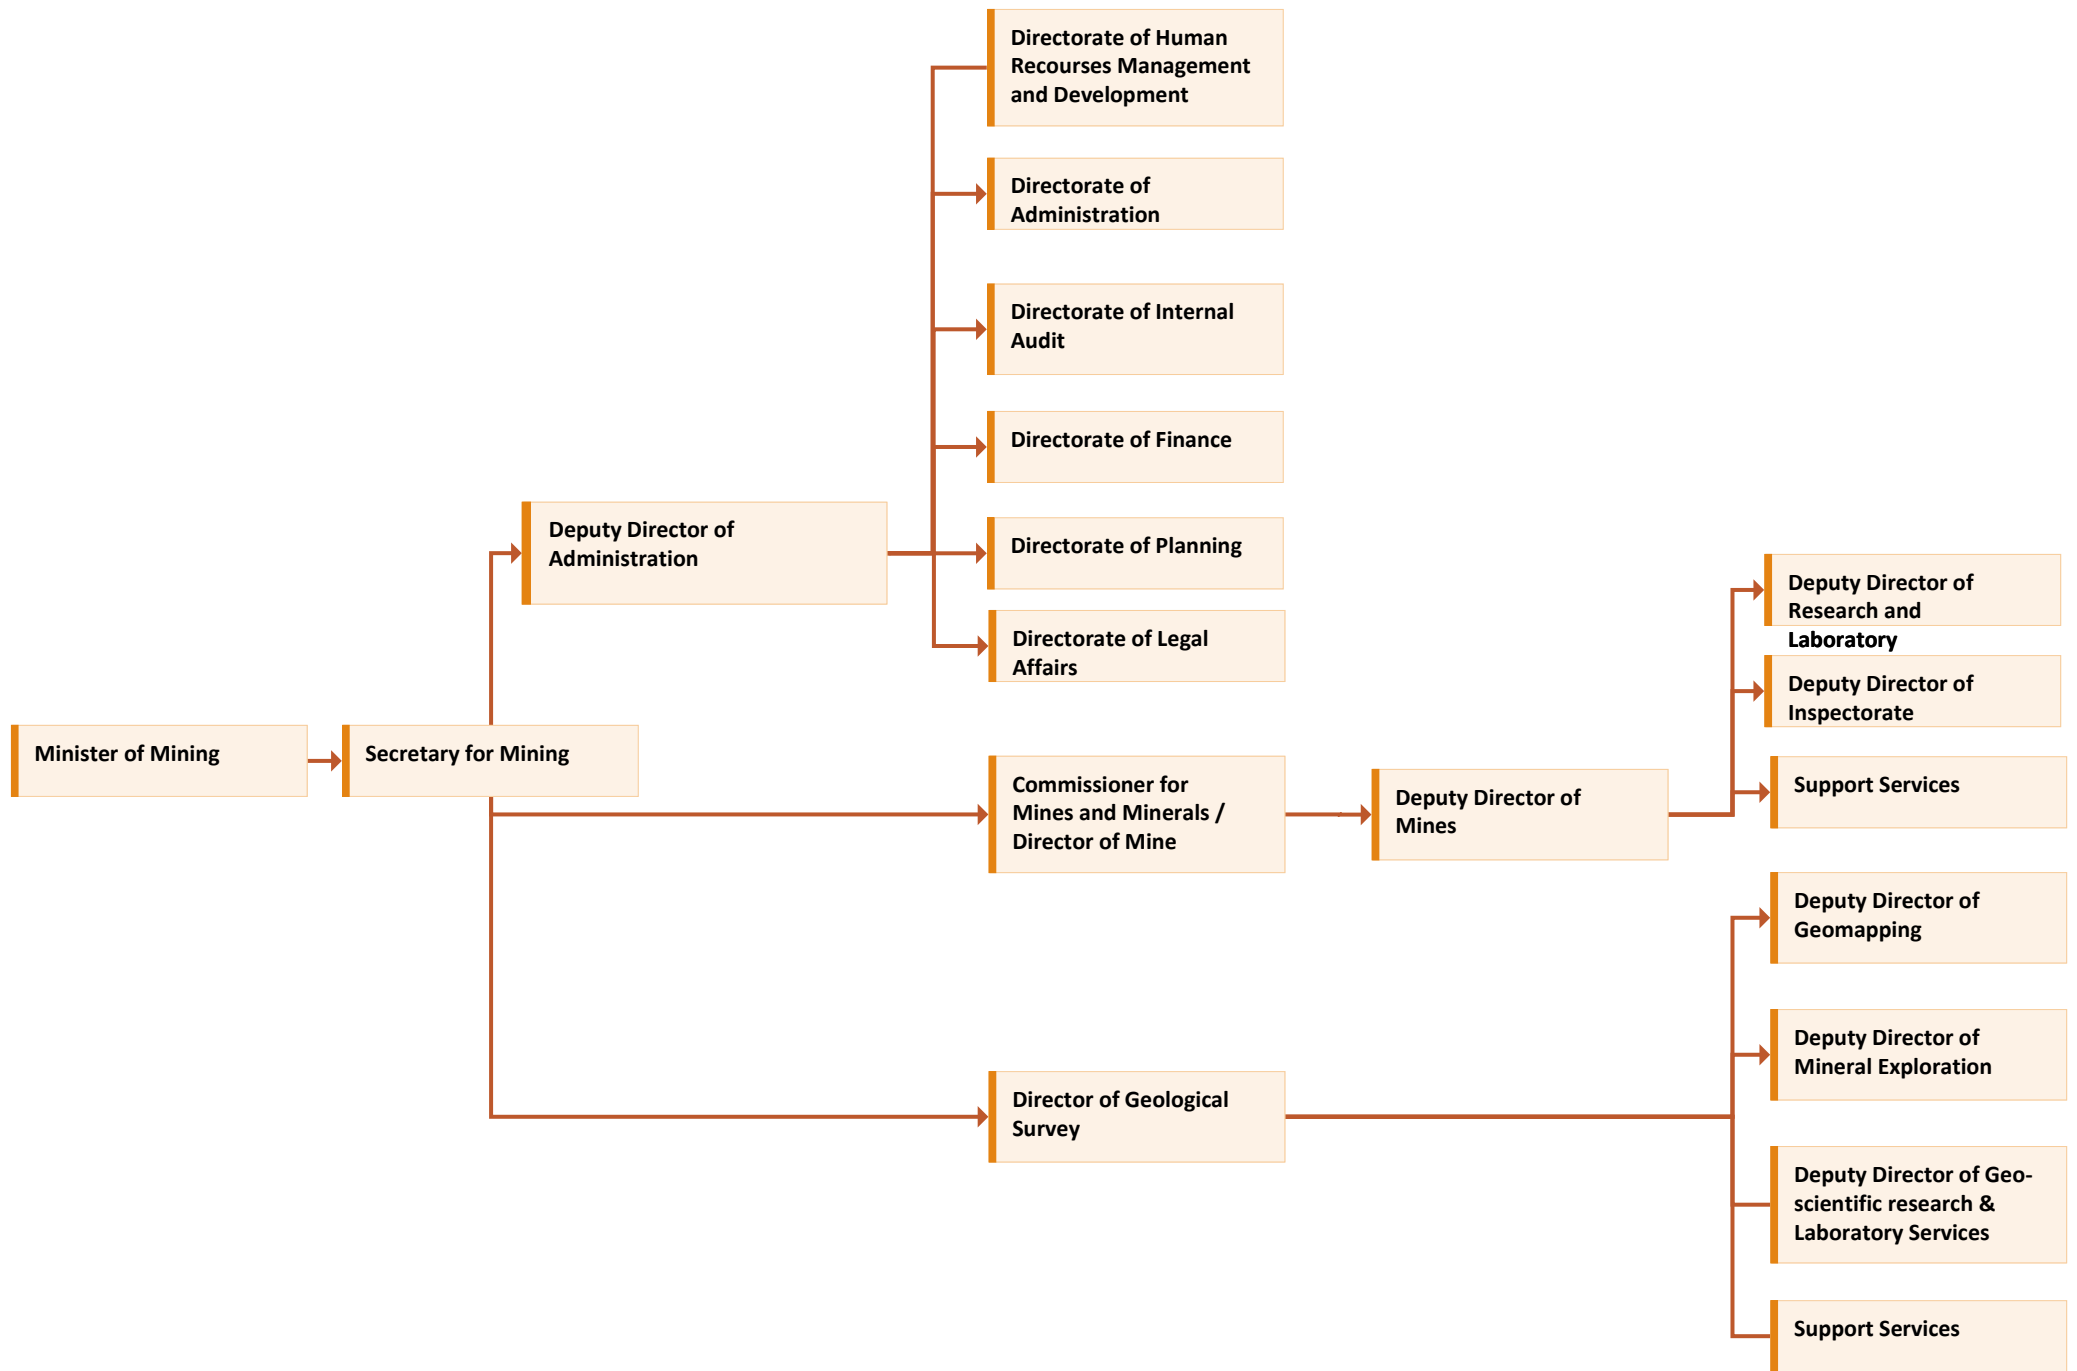 Directorate of Human
Recourses Management
and Development
Directorate of
Administration
Directorate of Internal
Audit
Directorate of Finance
Deputy Director of
Administration
Directorate of Planning
Directorate of Legal
Affairs
Minister of Mining
Secretary for Mining
Commissioner for
Mines and Minerals /
Director of Mine
Deputy Director of
Mines
Deputy Director of
Research and
Laboratory
Deputy Director of
Inspectorate
Support Services
Director of Geological
Survey
Deputy Director of
Geomapping
Deputy Director of
Mineral Exploration
Deputy Director of Geo-
scientific research &
Laboratory Services
Support Services